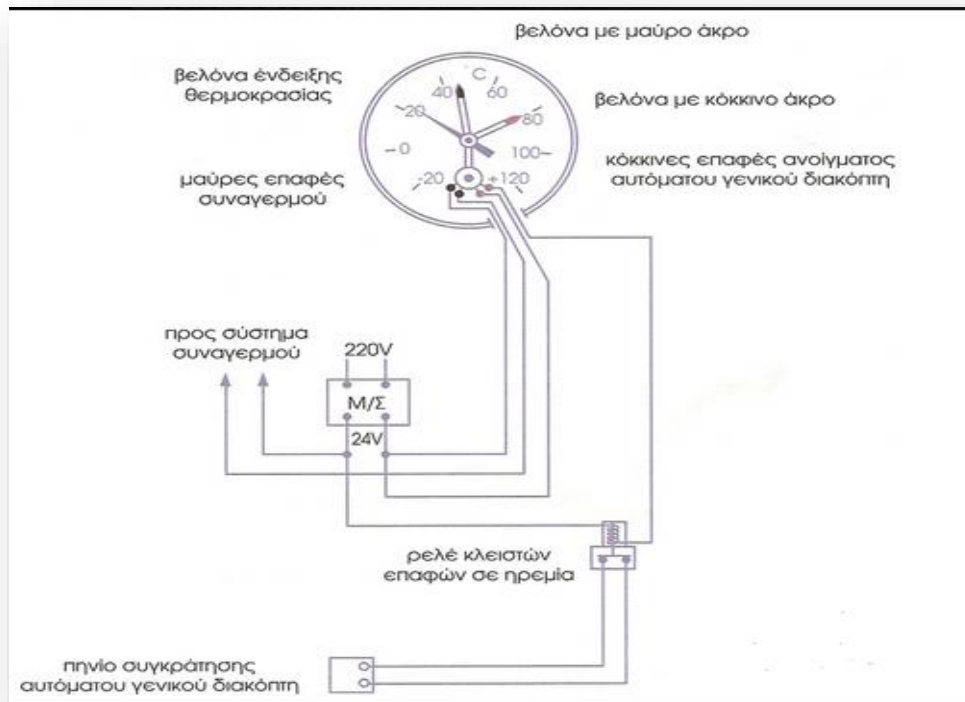 βελόνα με μαύρο άκρο
βελόνα ένδειξης
θερμοκρασίας
C
40
60
βελόνα με κόκκινο άκρο
20
80
0
100
κόκκινες επαφές ανοίγματος
αυτόματου γενικού διακόπτη
-20
+120
μαύρες επαφές
συναγερμού
προς σύστημα
συναγερμού
220V
Μ/Σ
24V
ρελέ κλειστών
επαφών σε ηρεμία
πηνίο συγκράτησης
αυτόματου γενικού διακόπτη